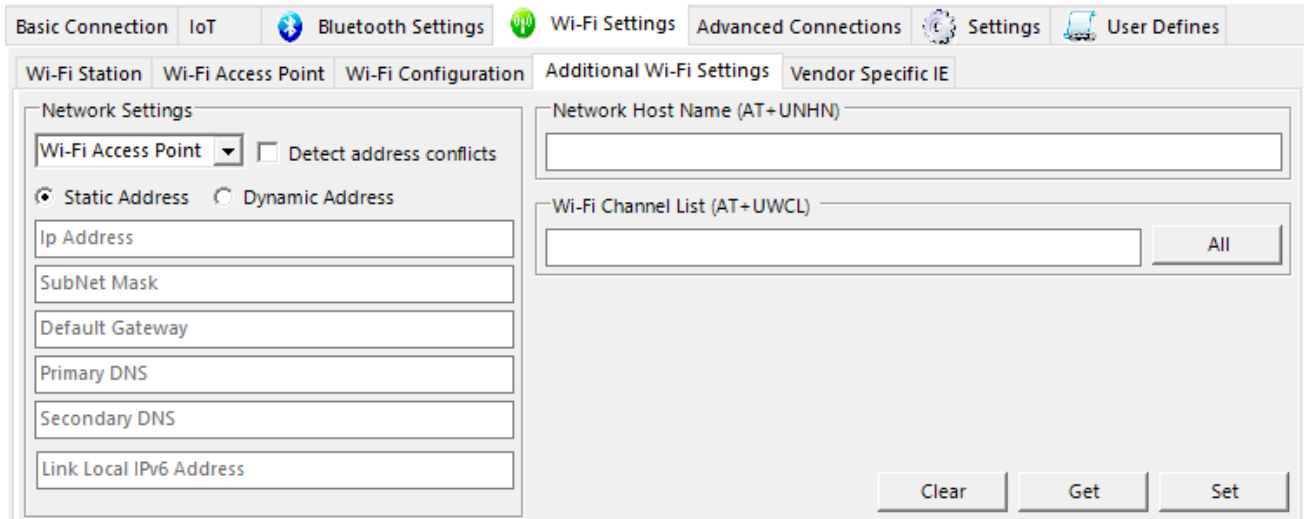 Basic Connection IoT Bluetooth Settings Wi-Fi Settings Advanced Connections Settings User Defines
Wi-Fi Station Wi-Fi Access Point Wi-Fi Configuration Additional Wi-Fi Settings Vendor Specific IE
Network Settings
Wi-Fi Access Point Detect address conflicts
Static Address Dynamic Address
Ip Address
SubNet Mask
Default Gateway
Primary DNS
Secondary DNS
Link Local IPv6 Address
Network Host Name (AT+UNHN)
Wi-Fi Channel List (AT+UWCL)
All
Clear Get Set